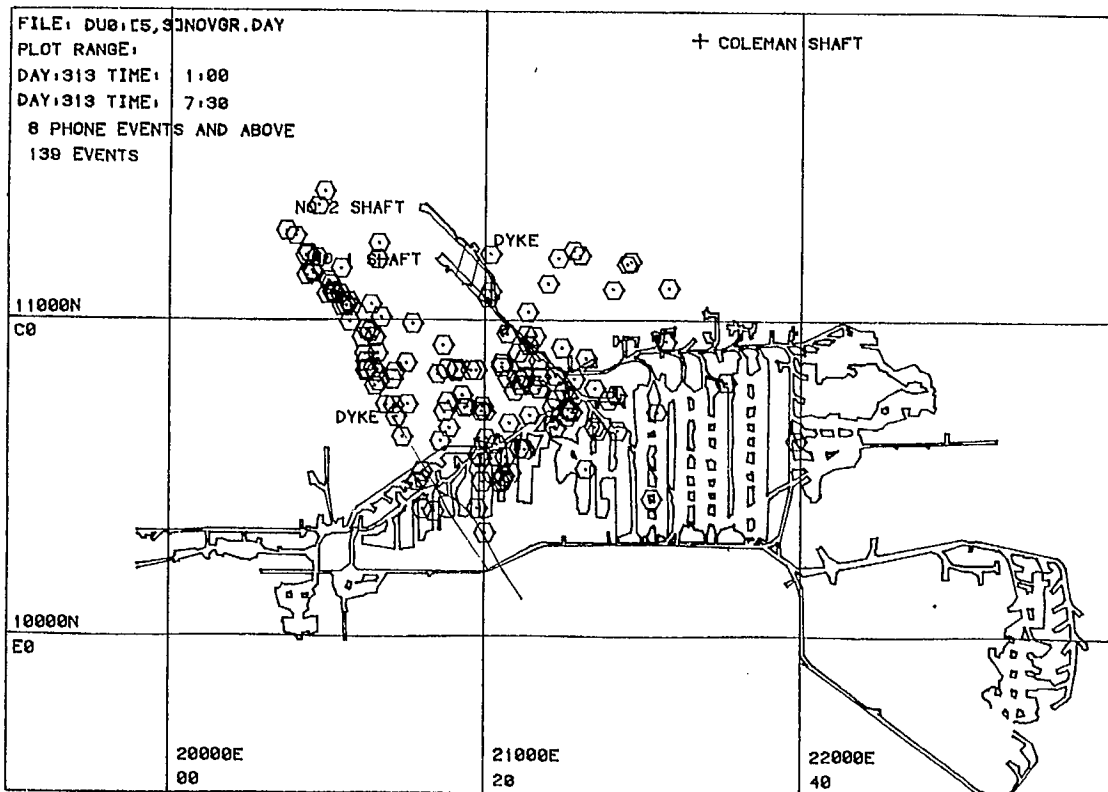 FILE: DU0:[5,3]NOVGR.DAY
PLOT RANGE:
DAY:313 TIME: 1:00
DAY:313 TIME: 7:30
8 PHONE EVENTS AND ABOVE
139 EVENTS
COLEMAN SHAFT
NO 2 SHAFT
DYKE
NO 1 SHAFT
11000N
C0
DYKE
10000N
E0
20000E
00
21000E
20
22000E
40